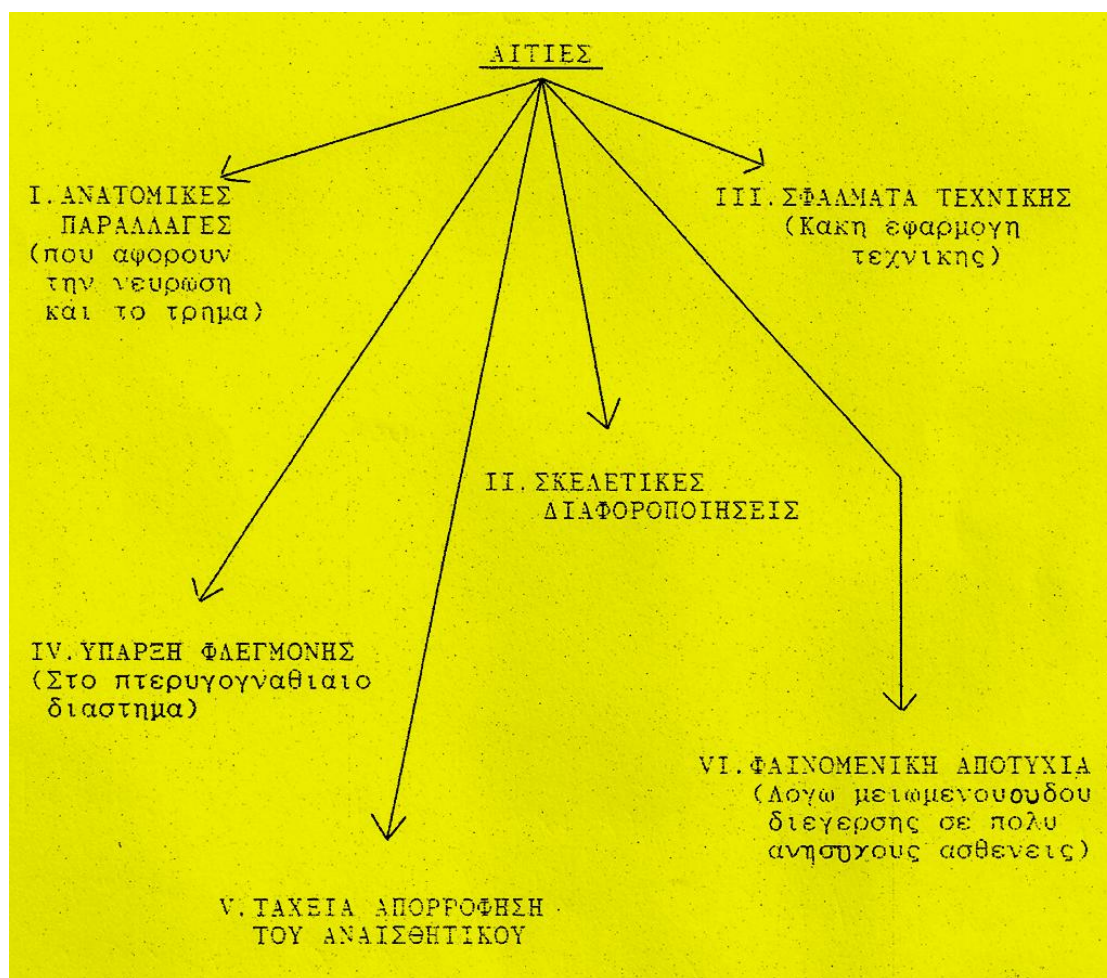 ΑΙΤΙΕΣ
Ι. ΑΝΑΤΟΜΙΚΕΣ
ΠΑΡΑΛΛΑΓΕΣ
(που αφορουν
την νευρωση
και το τρημα)
ΙΙΙ. ΣΦΑΛΜΑΤΑ ΤΕΧΝΙΚΗΣ
(Κακη εφαρμογη
τεχνικης)
ΙΙ. ΣΚΕΛΕΤΙΚΕΣ
ΔΙΑΦΟΡΟΠΟΙΗΣΕΙΣ
IV. ΥΠΑΡΞΗ ΦΛΕΓΜΟΝΗΣ
(Στο πτερυγογναθιαιο
διαστημα)
VI. ΦΑΙΝΟΜΕΝΙΚΗ ΑΠΟΤΥΧΙΑ
(Λογω μειωμενουουδου
διεγερσης σε πολυ
ανησυχους ασθενεις)
V. ΤΑΧΕΙΑ ΑΠΟΡΡΟΦΗΣΗ
ΤΟΥ ΑΝΑΙΣΘΗΤΙΚΟΥ